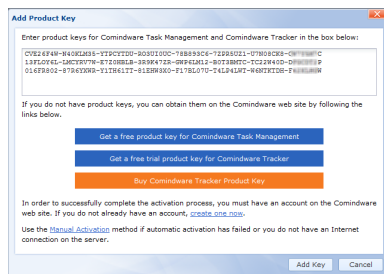 Add Product Key
Enter product keys for Comindware Task Management and Comindware Tracker in the box below:
If you do not have product keys, you can obtain them on the Comindware web site by following the
links below.
Get a free product key for Comindware Task Management
Get a free trial product key for Comindware Tracker
Buy Comindware Tracker Product Key
In order to successfully complete the activation process, you must have an account on the Comindware
web site. If you do not already have an account, create one now.
Use the Manual Activation method if automatic activation has failed or you do not have an Internet
connection on the server.
Add Key
Cancel